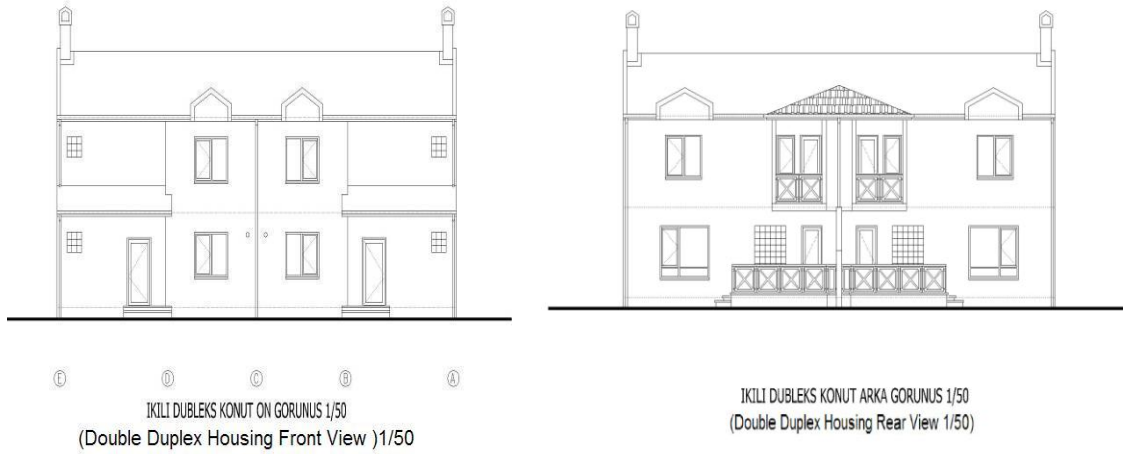 E D C B A
IKILI DUBLEKS KONUT ON GORUNUS 1/50
(Double Duplex Housing Front View )1/50
IKILI DUBLEKS KONUT ARKA GORUNUS 1/50
(Double Duplex Housing Rear View 1/50)